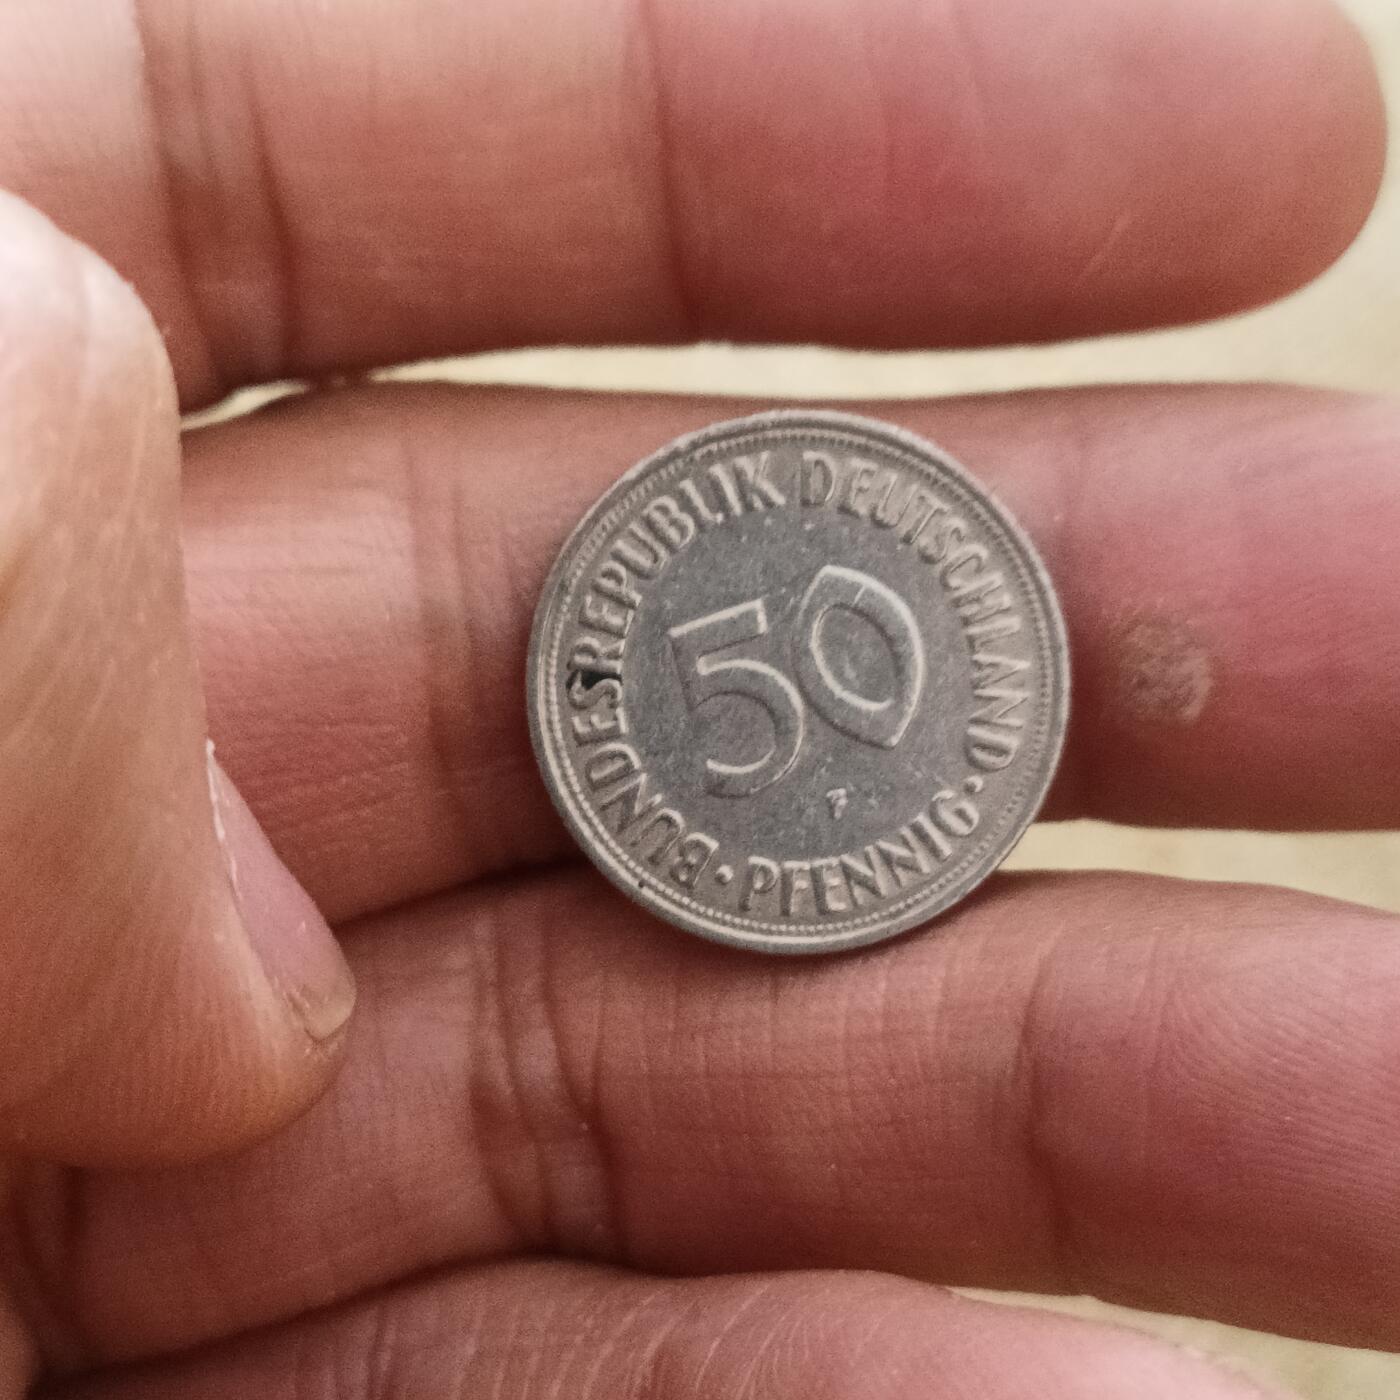 BUNDESREPUBLIK DEUTSCHLAND
50
F
• PFENNIG •